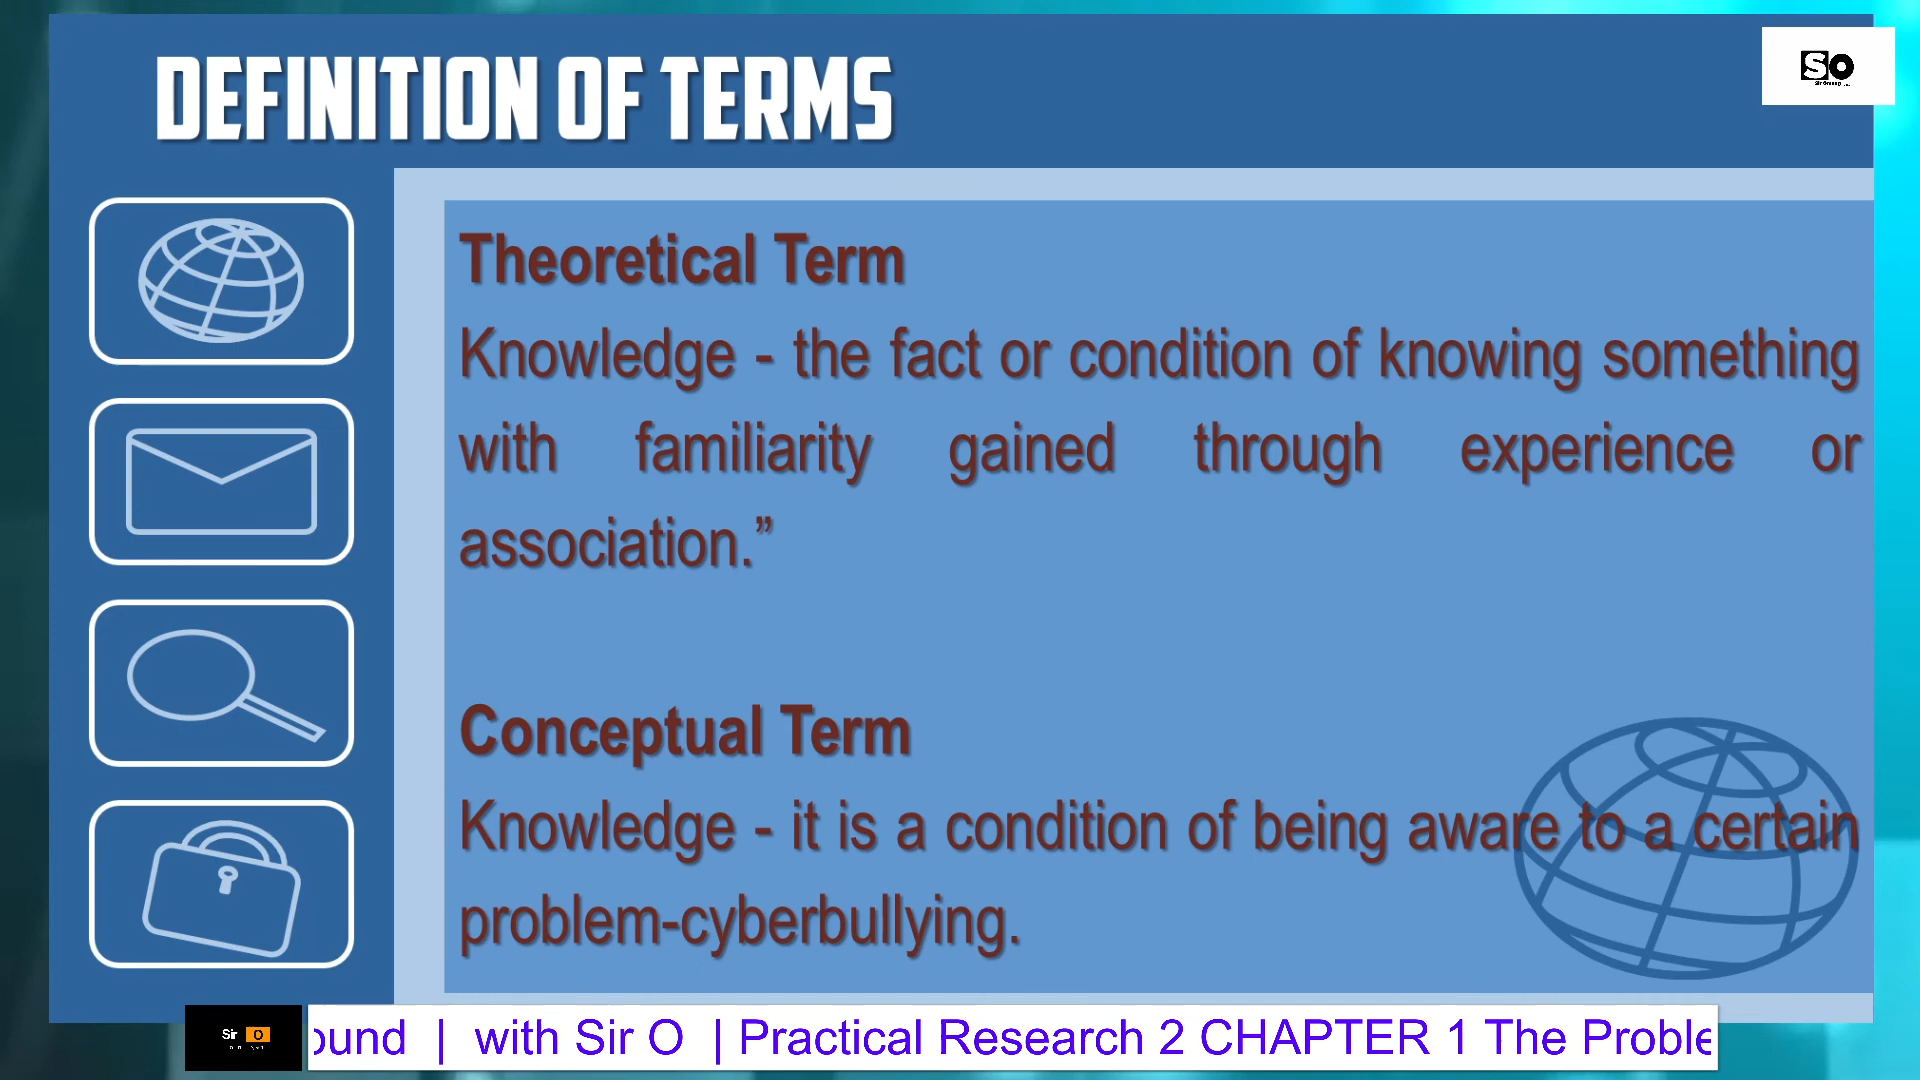 DEFINITION OF TERMS
SO
Theoretical Term
Knowledge - the fact or condition of knowing something
with familiarity gained through experience or
association.”
Conceptual Term
Knowledge - it is a condition of being aware to a certain
problem-cyberbullying.
Sir O
ound | with Sir O | Practical Research 2 CHAPTER 1 The Proble